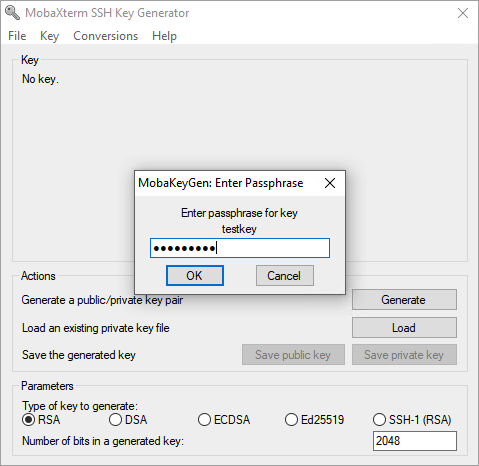 MobaXterm SSH Key Generator
File Key Conversions Help
Key
No key.
MobaKeyGen: Enter Passphrase
Enter passphrase for key
testkey
●●●●●●●●●
OK Cancel
Actions
Generate a public/private key pair Generate
Load an existing private key file Load
Save the generated key Save public key Save private key
Parameters
Type of key to generate:
RSA DSA ECDSA Ed25519 SSH-1 (RSA)
Number of bits in a generated key: 2048